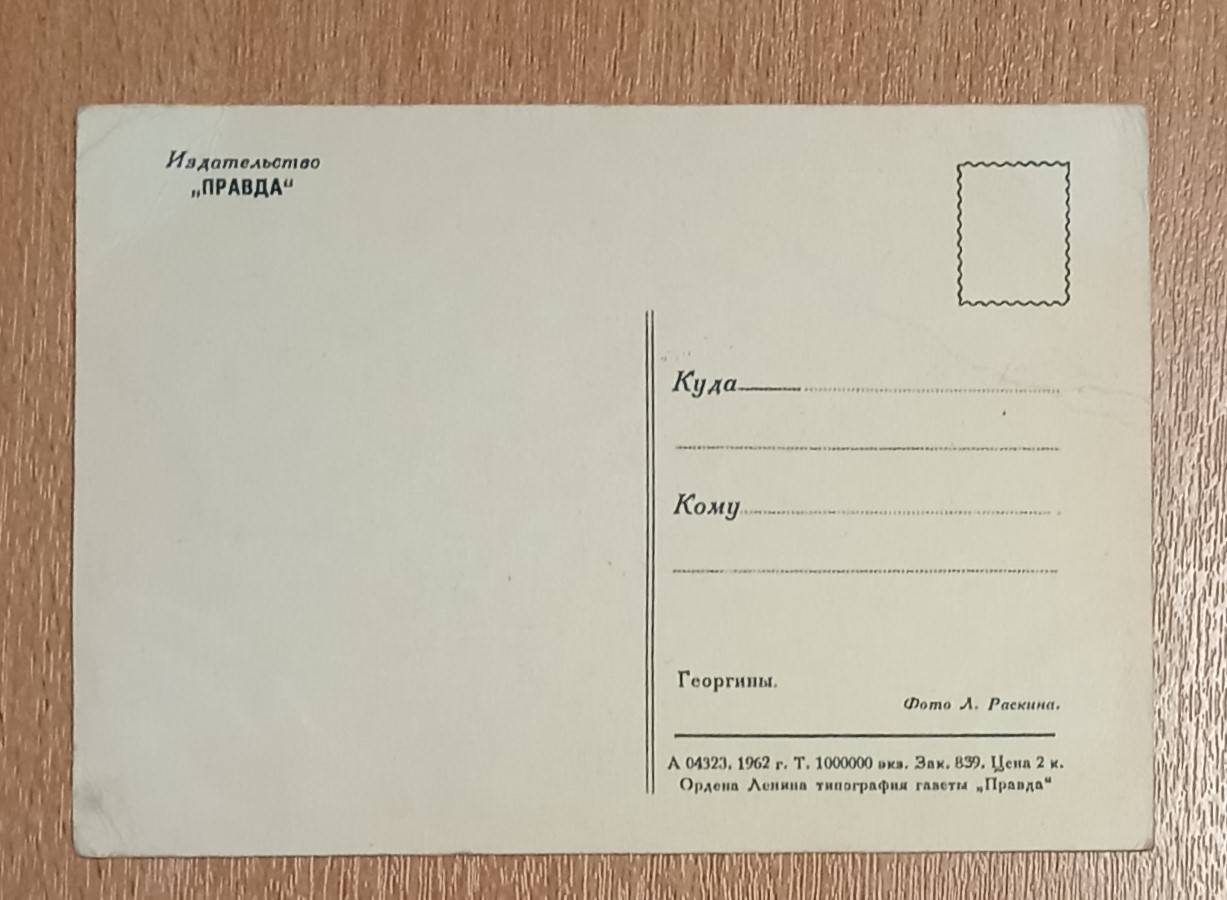 Издательство
„ПРАВДА“
Куда
Кому
Георгины.
Фото Л. Раскина.
А 04323. 1962 г. Т. 1000000 экз. Зак. 839. Цена 2 к.
Ордена Ленина типография газеты „Правда“